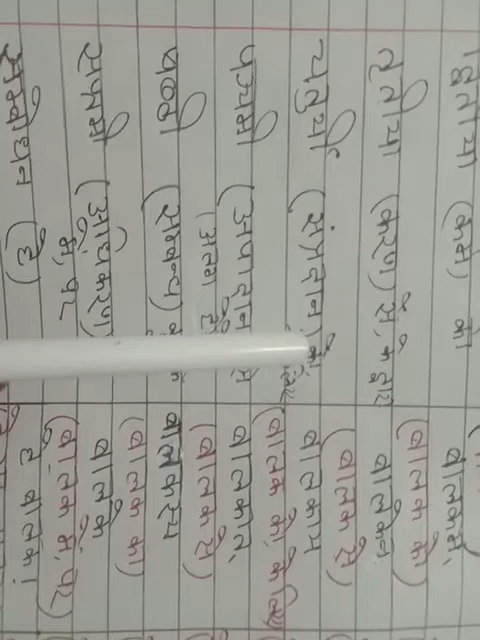 द्वितीया (कर्म) को बालकम्
(बालक को)
तृतीया (करण) से, के द्वारा बालकेन
(बालक से)
चतुर्थी (संप्रदान) को, के लिए बालकाय
(बालक को, के लिए)
पञ्चमी (अपादान) से बालकात्
(अलग होने) (बालक से)
षष्ठी (सम्बन्ध) बालकस्य
(बालक का)
सप्तमी (अधिकरण) बालके
में, पर (बालक में, पर)
सम्बोधन (हे) हे बालक!